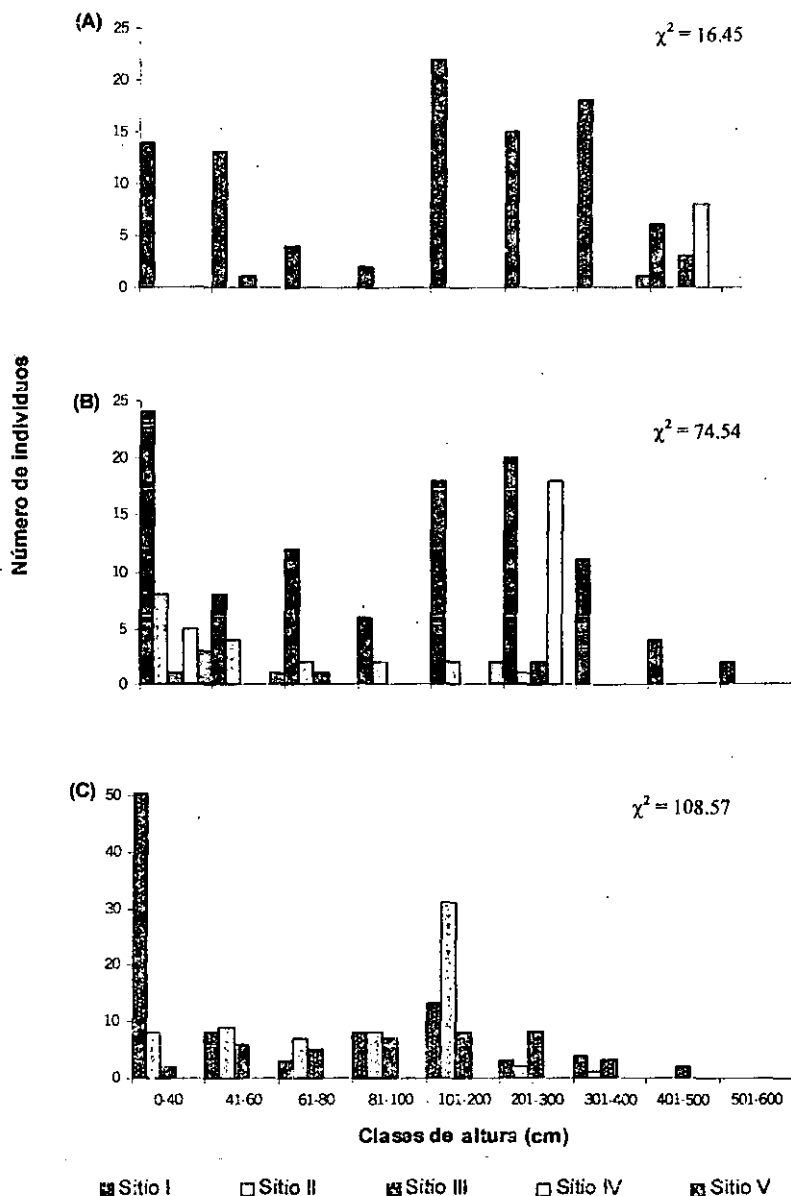 (A)
χ² = 16.45
25
20
15
10
5
0
Número de individuos
(B)
χ² = 74.54
25
20
15
10
5
0
(C)
χ² = 108.57
50
40
30
20
10
0
0-40 41-60 61-80 81-100 101-200 201-300 301-400 401-500 501-600
Clases de altura (cm)
Sitio I Sitio II Sitio III Sitio IV Sitio V